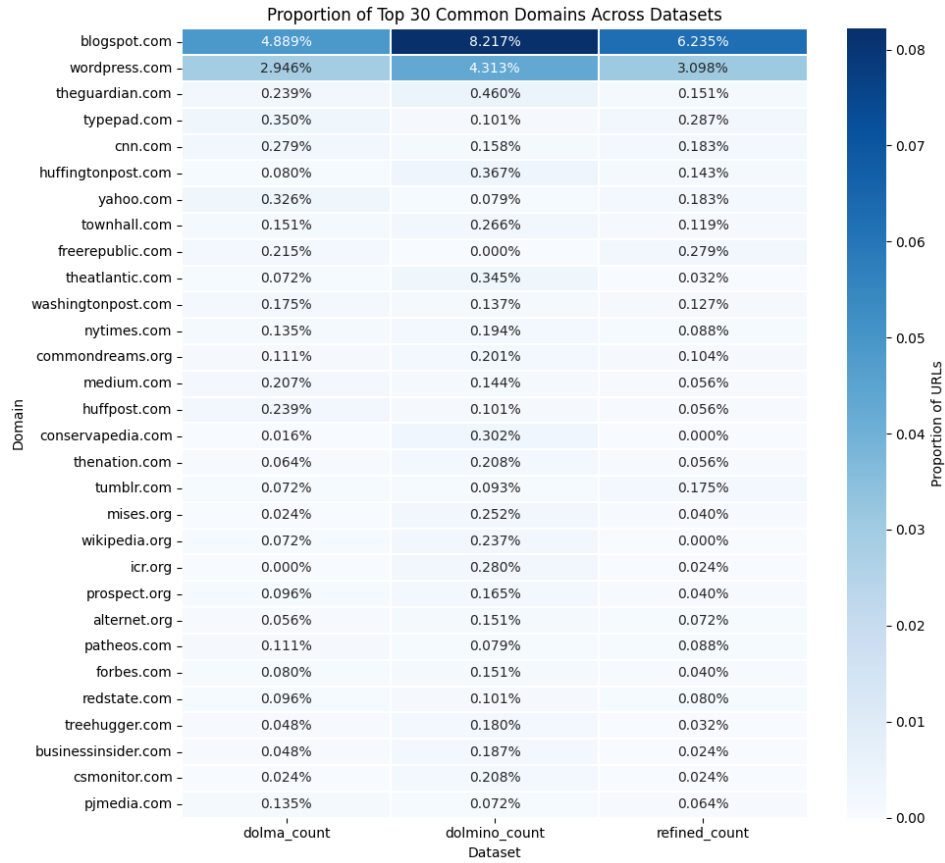 Proportion of Top 30 Common Domains Across Datasets
blogspot.com 4.889% 8.217% 6.235%
wordpress.com 2.946% 4.313% 3.098%
theguardian.com 0.239% 0.460% 0.151%
typepad.com 0.350% 0.101% 0.287%
cnn.com 0.279% 0.158% 0.183%
huffingtonpost.com 0.080% 0.367% 0.143%
yahoo.com 0.326% 0.079% 0.183%
townhall.com 0.151% 0.266% 0.119%
freerepublic.com 0.215% 0.000% 0.279%
theatlantic.com 0.072% 0.345% 0.032%
washingtonpost.com 0.175% 0.137% 0.127%
nytimes.com 0.135% 0.194% 0.088%
commondreams.org 0.111% 0.201% 0.104%
medium.com 0.207% 0.144% 0.056%
huffpost.com 0.239% 0.101% 0.056%
conservapedia.com 0.016% 0.302% 0.000%
thenation.com 0.064% 0.208% 0.056%
tumblr.com 0.072% 0.093% 0.175%
mises.org 0.024% 0.252% 0.040%
wikipedia.org 0.072% 0.237% 0.000%
icr.org 0.000% 0.280% 0.024%
prospect.org 0.096% 0.165% 0.040%
alternet.org 0.056% 0.151% 0.072%
patheos.com 0.111% 0.079% 0.088%
forbes.com 0.080% 0.151% 0.040%
redstate.com 0.096% 0.101% 0.080%
treehugger.com 0.048% 0.180% 0.032%
businessinsider.com 0.048% 0.187% 0.024%
csmonitor.com 0.024% 0.208% 0.024%
pjmedia.com 0.135% 0.072% 0.064%
dolma_count dolmino_count refined_count
Dataset
Domain
0.08
0.07
0.06
0.05
0.04
0.03
0.02
0.01
0.00
Proportion of URLs